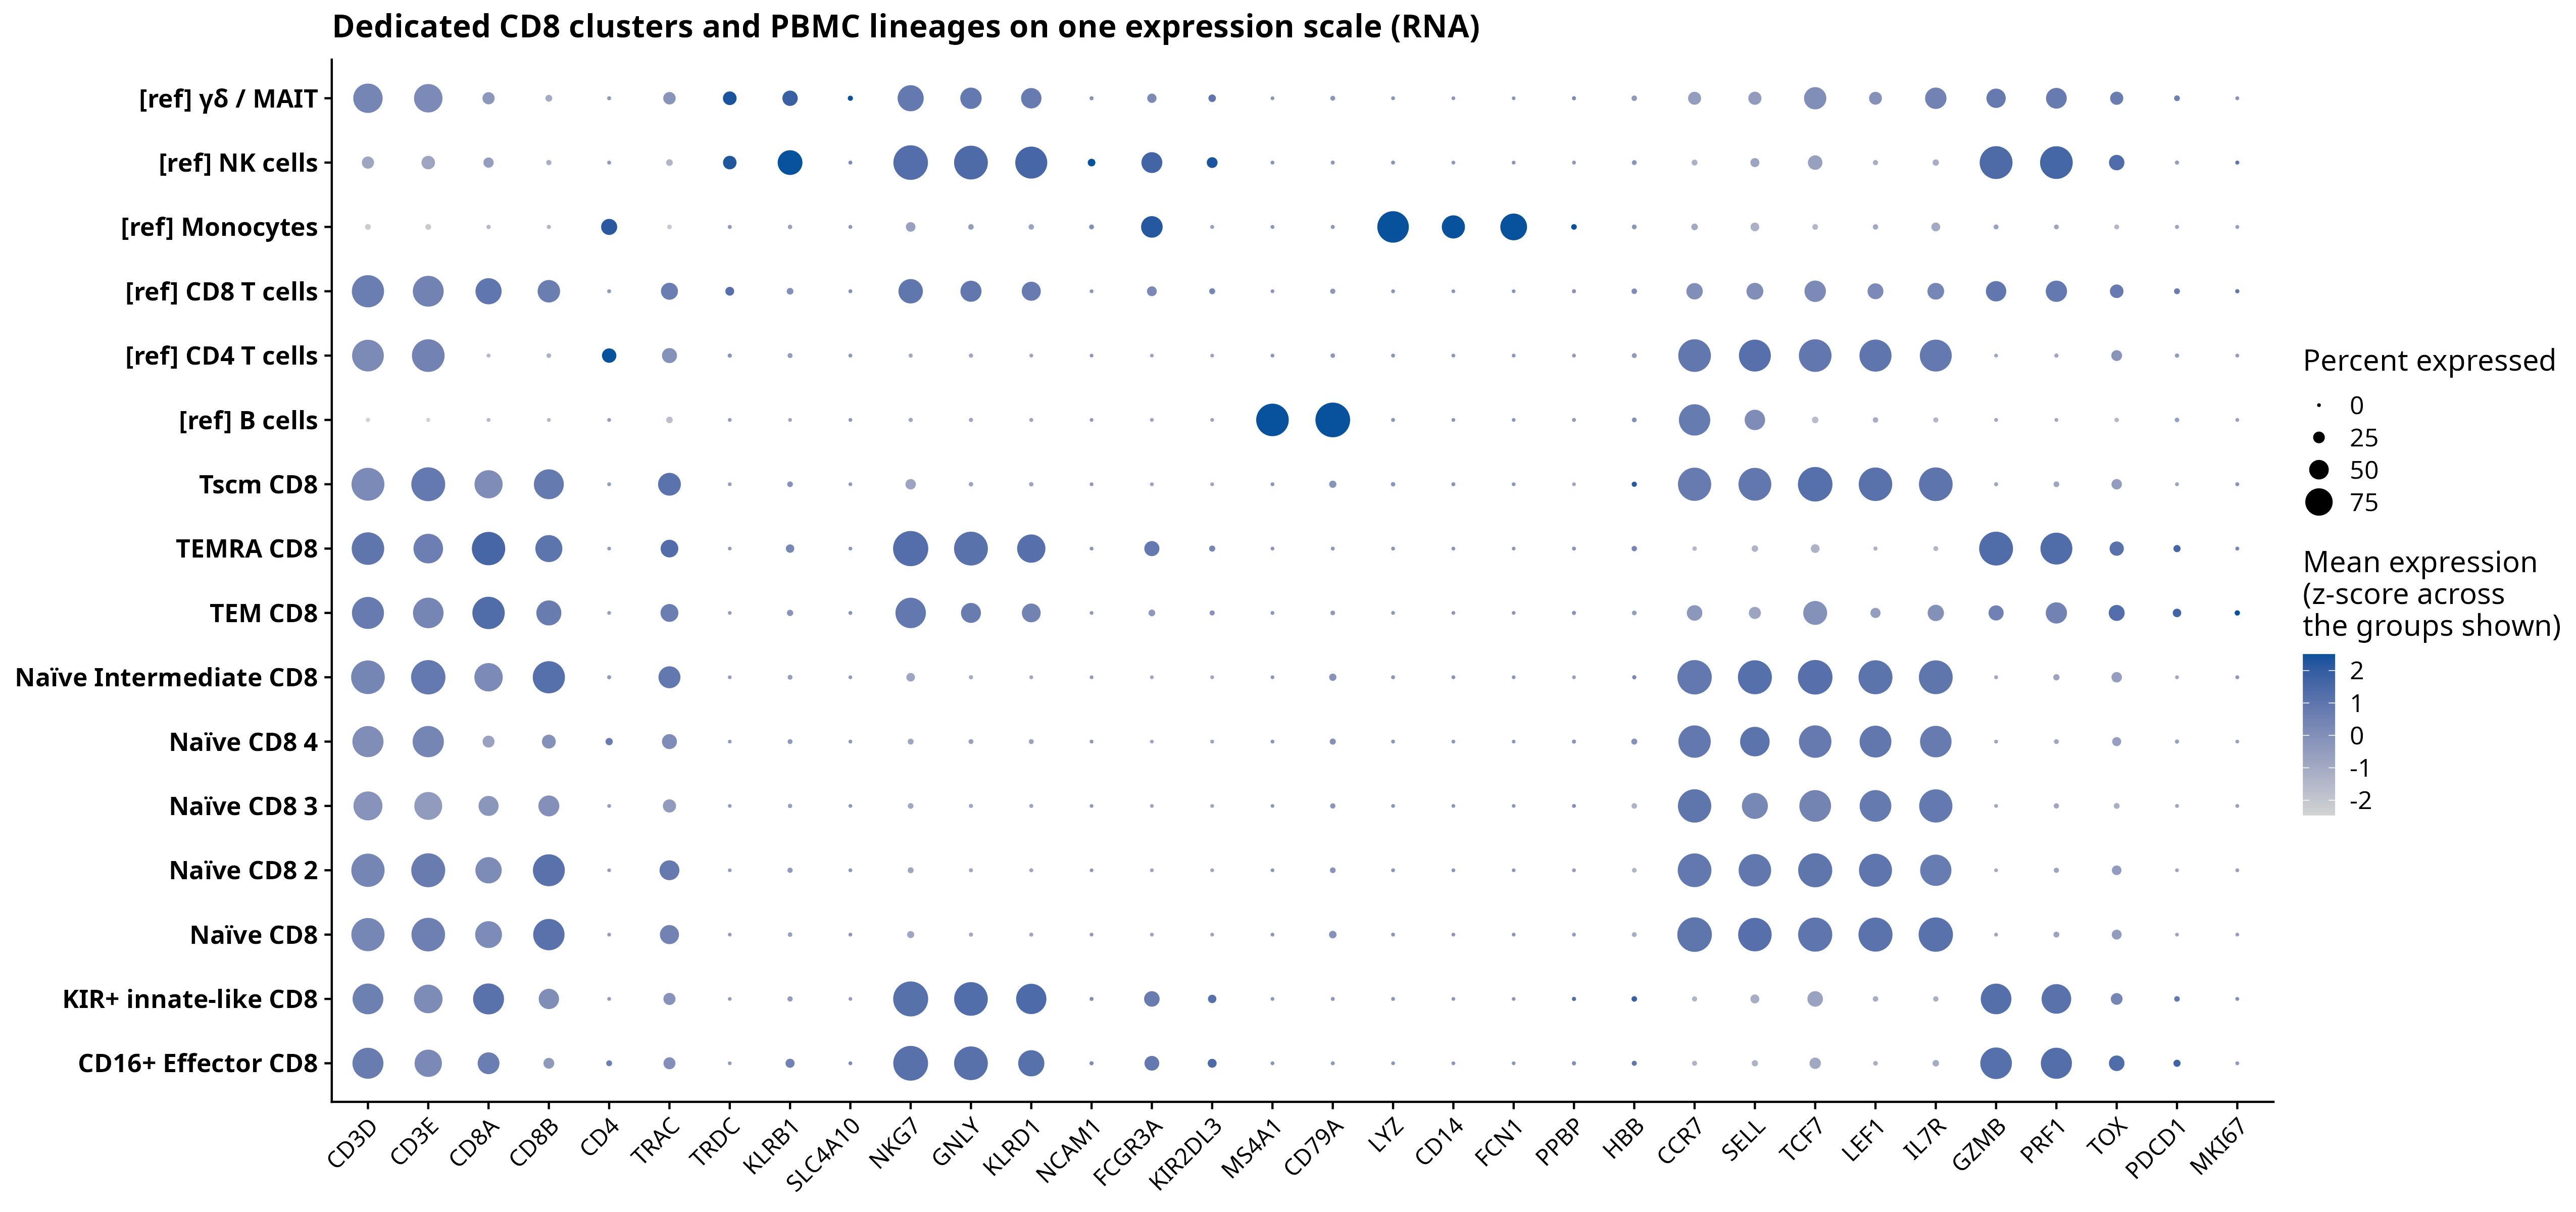 Dedicated CD8 clusters and PBMC lineages on one expression scale (RNA)
[ref] γδ / MAIT
[ref] NK cells
[ref] Monocytes
[ref] CD8 T cells
[ref] CD4 T cells
[ref] B cells
Tscm CD8
TEMRA CD8
TEM CD8
Naïve Intermediate CD8
Naïve CD8 4
Naïve CD8 3
Naïve CD8 2
Naïve CD8
KIR+ innate-like CD8
CD16+ Effector CD8
CD3D
CD3E
CD8A
CD8B
CD4
TRAC
TRDC
KLRB1
SLC4A10
NKG7
GNLY
KLRD1
NCAM1
FCGR3A
KIR2DL3
MS4A1
CD79A
LYZ
CD14
FCN1
PPBP
HBB
CCR7
SELL
TCF7
LEF1
IL7R
GZMB
PRF1
TOX
PDCD1
MKI67
Percent expressed
0
25
50
75
Mean expression
(z-score across
the groups shown)
2
1
0
-1
-2